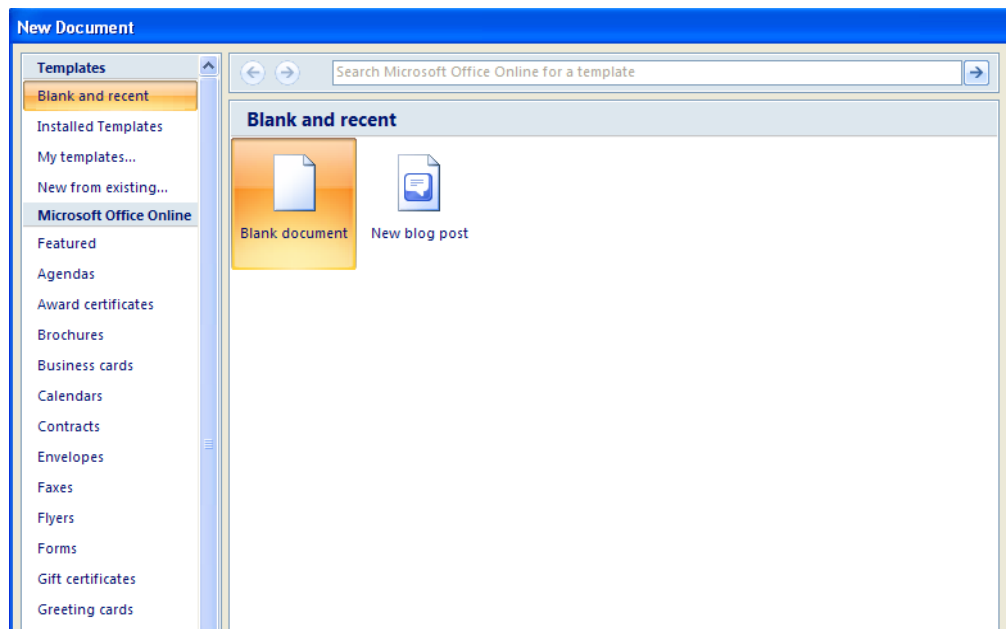 New Document
Templates
Blank and recent
Installed Templates
My templates...
New from existing...
Microsoft Office Online
Featured
Agendas
Award certificates
Brochures
Business cards
Calendars
Contracts
Envelopes
Faxes
Flyers
Forms
Gift certificates
Greeting cards
Search Microsoft Office Online for a template
Blank and recent
Blank document
New blog post